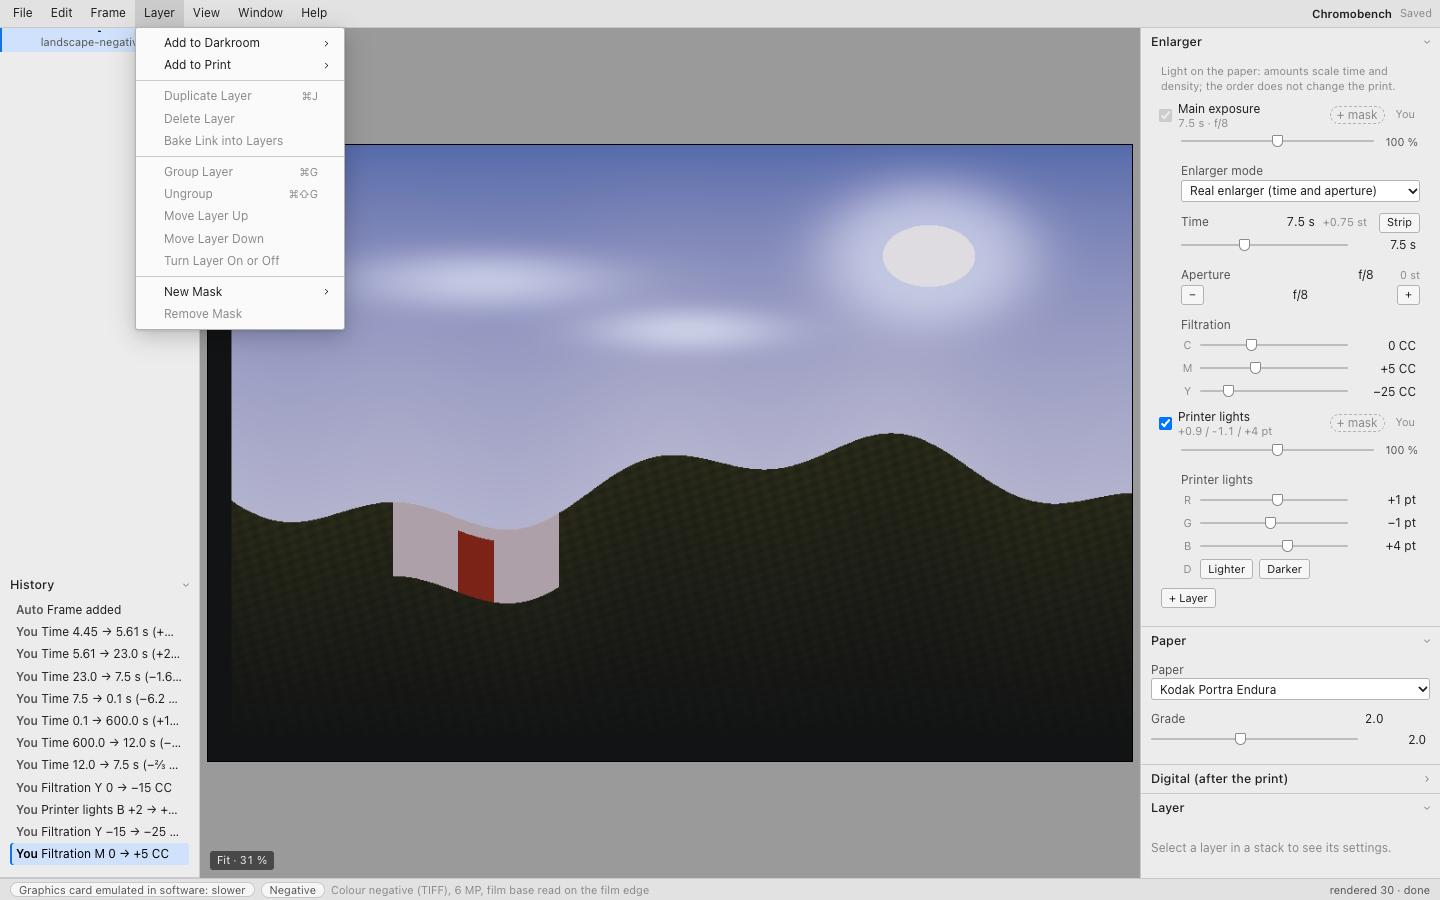 File Edit Frame Layer View Window Help
Chromobench Saved
landscape-negativ
Add to Darkroom
Add to Print
Duplicate Layer ⌘J
Delete Layer
Bake Link into Layers
Group Layer ⌘G
Ungroup ⌘⇧G
Move Layer Up
Move Layer Down
Turn Layer On or Off
New Mask
Remove Mask
History
Auto Frame added
You Time 4.45 → 5.61 s (+...
You Time 5.61 → 23.0 s (+2...
You Time 23.0 → 7.5 s (−1.6...
You Time 7.5 → 0.1 s (−6.2 ...
You Time 0.1 → 600.0 s (+1...
You Time 600.0 → 12.0 s (−...
You Time 12.0 → 7.5 s (−⅔ ...
You Filtration Y 0 → −15 CC
You Printer lights B +2 → +...
You Filtration Y −15 → −25 ...
You Filtration M 0 → +5 CC
Fit · 31 %
Enlarger
Light on the paper: amounts scale time and
density; the order does not change the print.
Main exposure + mask You
7.5 s · f/8
100 %
Enlarger mode
Real enlarger (time and aperture)
Time 7.5 s +0.75 st Strip
7.5 s
Aperture f/8 0 st
− f/8 +
Filtration
C 0 CC
M +5 CC
Y −25 CC
Printer lights + mask You
+0.9 / -1.1 / +4 pt
100 %
Printer lights
R +1 pt
G −1 pt
B +4 pt
D Lighter Darker
+ Layer
Paper
Paper
Kodak Portra Endura
Grade 2.0
2.0
Digital (after the print)
Layer
Select a layer in a stack to see its settings.
Graphics card emulated in software: slower Negative Colour negative (TIFF), 6 MP, film base read on the film edge rendered 30 · done